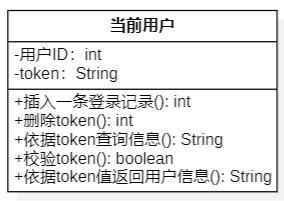 当前用户
-用户ID：int
-token：String
+插入一条登录记录(): int
+删除token(): int
+依据token查询信息(): String
+校验token(): boolean
+依据token值返回用户信息(): String